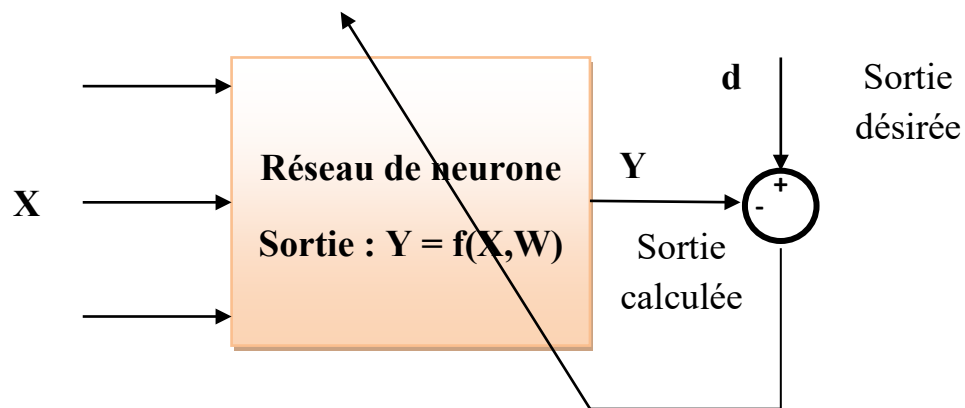 X
Réseau de neurone
Sortie : Y = f(X,W)
Y
Sortie
calculée
d
Sortie
désirée
+
-